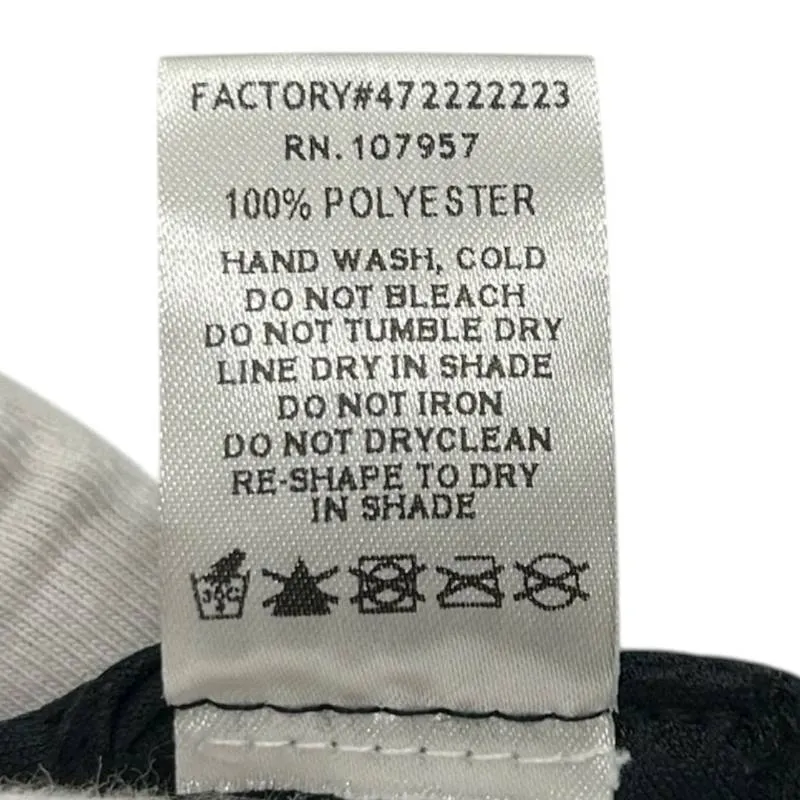 FACTORY#472222223
RN.107957
100% POLYESTER
HAND WASH, COLD
DO NOT BLEACH
DO NOT TUMBLE DRY
LINE DRY IN SHADE
DO NOT IRON
DO NOT DRYCLEAN
RE-SHAPE TO DRY
IN SHADE